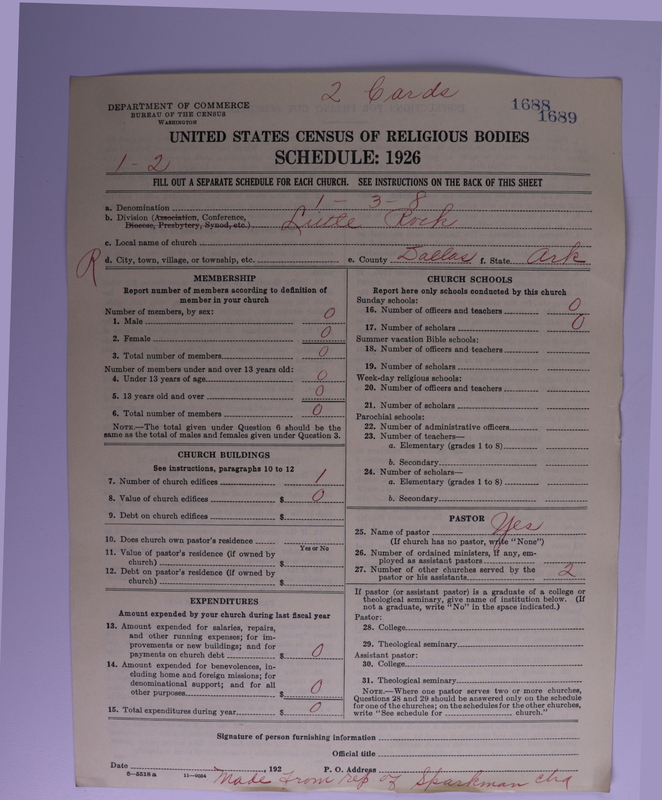 2 Cards
DEPARTMENT OF COMMERCE
BUREAU OF THE CENSUS
WASHINGTON
1688
1689
UNITED STATES CENSUS OF RELIGIOUS BODIES
SCHEDULE: 1926
1-2
FILL OUT A SEPARATE SCHEDULE FOR EACH CHURCH. SEE INSTRUCTIONS ON THE BACK OF THIS SHEET
a. Denomination 1-3-8
b. Division (Association, Conference, Diocese, Presbytery, Synod, etc.) Little Rock
c. Local name of church
R
d. City, town, village, or township, etc. e. County Dallas f. State Ark
MEMBERSHIP
Report number of members according to definition of
member in your church
Number of members, by sex:
1. Male 0
2. Female 0
3. Total number of members 0
Number of members under and over 13 years old:
4. Under 13 years of age 0
5. 13 years old and over 0
6. Total number of members 0
NOTE.—The total given under Question 6 should be the
same as the total of males and females given under Question 3.
CHURCH BUILDINGS
See instructions, paragraphs 10 to 12
7. Number of church edifices 1
8. Value of church edifices $ 0
9. Debt on church edifices $
10. Does church own pastor's residence
Yes or No
11. Value of pastor's residence (if owned by
church) $
12. Debt on pastor's residence (if owned by
church) $
EXPENDITURES
Amount expended by your church during last fiscal year
13. Amount expended for salaries, repairs,
and other running expenses; for im-
provements or new buildings; and for
payments on church debt $ 0
14. Amount expended for benevolences, in-
cluding home and foreign missions; for
denominational support; and for all
other purposes $ 0
15. Total expenditures during year $ 0
CHURCH SCHOOLS
Report here only schools conducted by this church
Sunday schools:
16. Number of officers and teachers 0
17. Number of scholars 0
Summer vacation Bible schools:
18. Number of officers and teachers
19. Number of scholars
Week-day religious schools:
20. Number of officers and teachers
21. Number of scholars
Parochial schools:
22. Number of administrative officers
23. Number of teachers—
a. Elementary (grades 1 to 8)
b. Secondary
24. Number of scholars—
a. Elementary (grades 1 to 8)
b. Secondary
PASTOR
25. Name of pastor Yes
(If church has no pastor, write "None")
26. Number of ordained ministers, if any, em-
ployed as assistant pastors
27. Number of other churches served by the
pastor or his assistants 2
If pastor (or assistant pastor) is a graduate of a college or
theological seminary, give name of institution below. (If
not a graduate, write "No" in the space indicated.)
Pastor:
28. College
29. Theological seminary
Assistant pastor:
30. College
31. Theological seminary
NOTE.—Where one pastor serves two or more churches,
Questions 28 and 29 should be answered only on the schedule
for one of the churches; on the schedules for the other churches,
write "See schedule for church."
Signature of person furnishing information
Official title
Date , 192 P. O. Address
8-5518a 11-9664
Made from rep of Sparkman chg